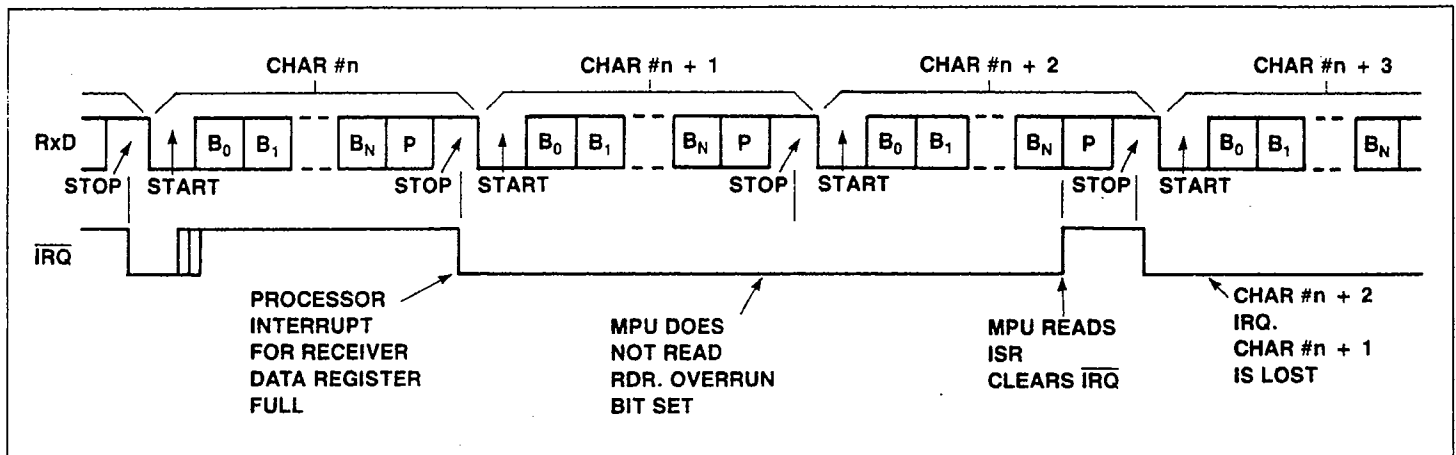 CHAR #n CHAR #n + 1 CHAR #n + 2 CHAR #n + 3
RxD B0 B1 BN P B0 B1 BN P B0 B1 BN P B0 B1 BN
STOP START STOP START STOP START STOP START
IRQ
PROCESSOR
INTERRUPT
FOR RECEIVER
DATA REGISTER
FULL
MPU DOES
NOT READ
RDR. OVERRUN
BIT SET
MPU READS
ISR
CLEARS IRQ
CHAR #n + 2
IRQ.
CHAR #n + 1
IS LOST